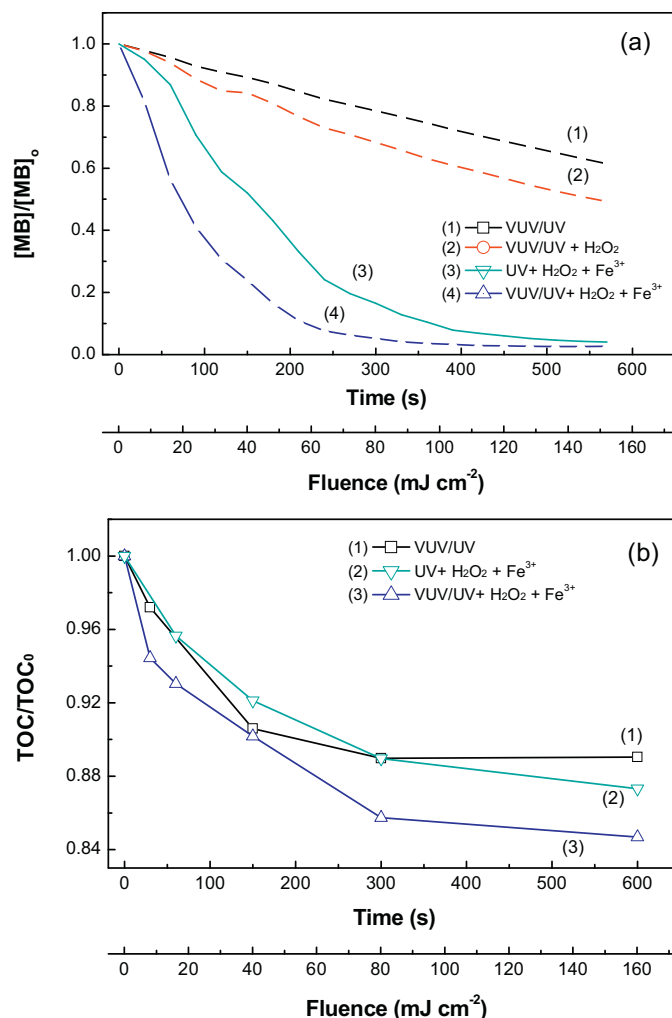 (a)
[MB]/[MB]o
1.0
0.8
0.6
0.4
0.2
0.0
(1)
(2)
(3)
(4)
(1) VUV/UV
(2) VUV/UV + H2O2
(3) UV+ H2O2 + Fe3+
(4) VUV/UV+ H2O2 + Fe3+
0 100 200 300 400 500 600
Time (s)
0 20 40 60 80 100 120 140 160
Fluence (mJ cm-2)
(b)
TOC/TOC0
1.00
0.96
0.92
0.88
0.84
(1) VUV/UV
(2) UV+ H2O2 + Fe3+
(3) VUV/UV+ H2O2 + Fe3+
(1)
(2)
(3)
0 100 200 300 400 500 600
Time (s)
0 20 40 60 80 100 120 140 160
Fluence (mJ cm-2)